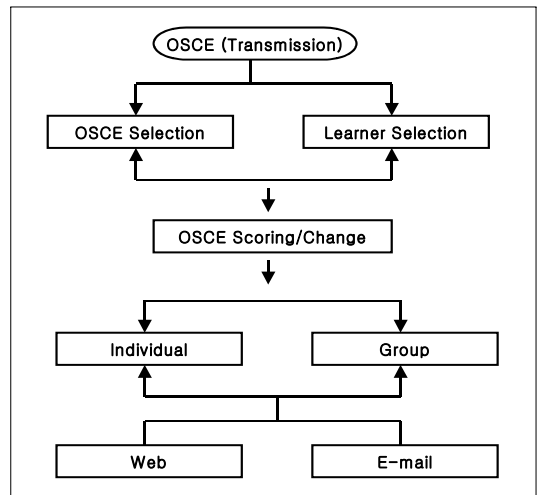 OSCE (Transmission)
OSCE Selection
Learner Selection
OSCE Scoring/Change
Individual
Group
Web
E-mail